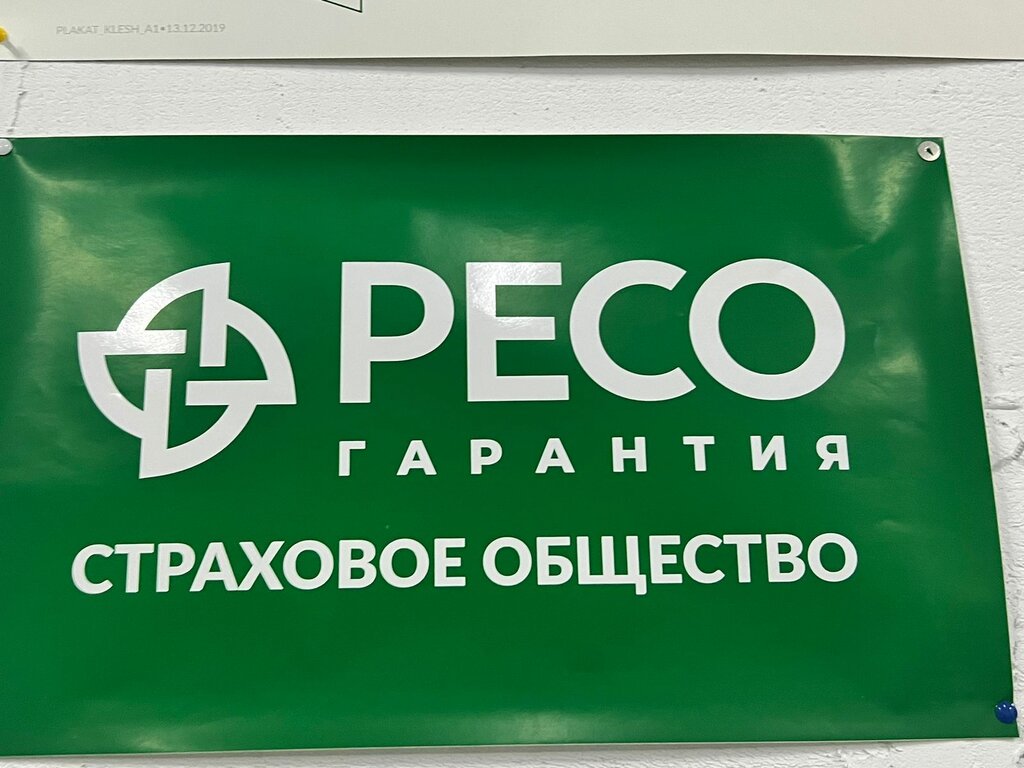 PLAKAT_KLESH_A1•13.12.2019
РЕСО
ГАРАНТИЯ
СТРАХОВОЕ ОБЩЕСТВО